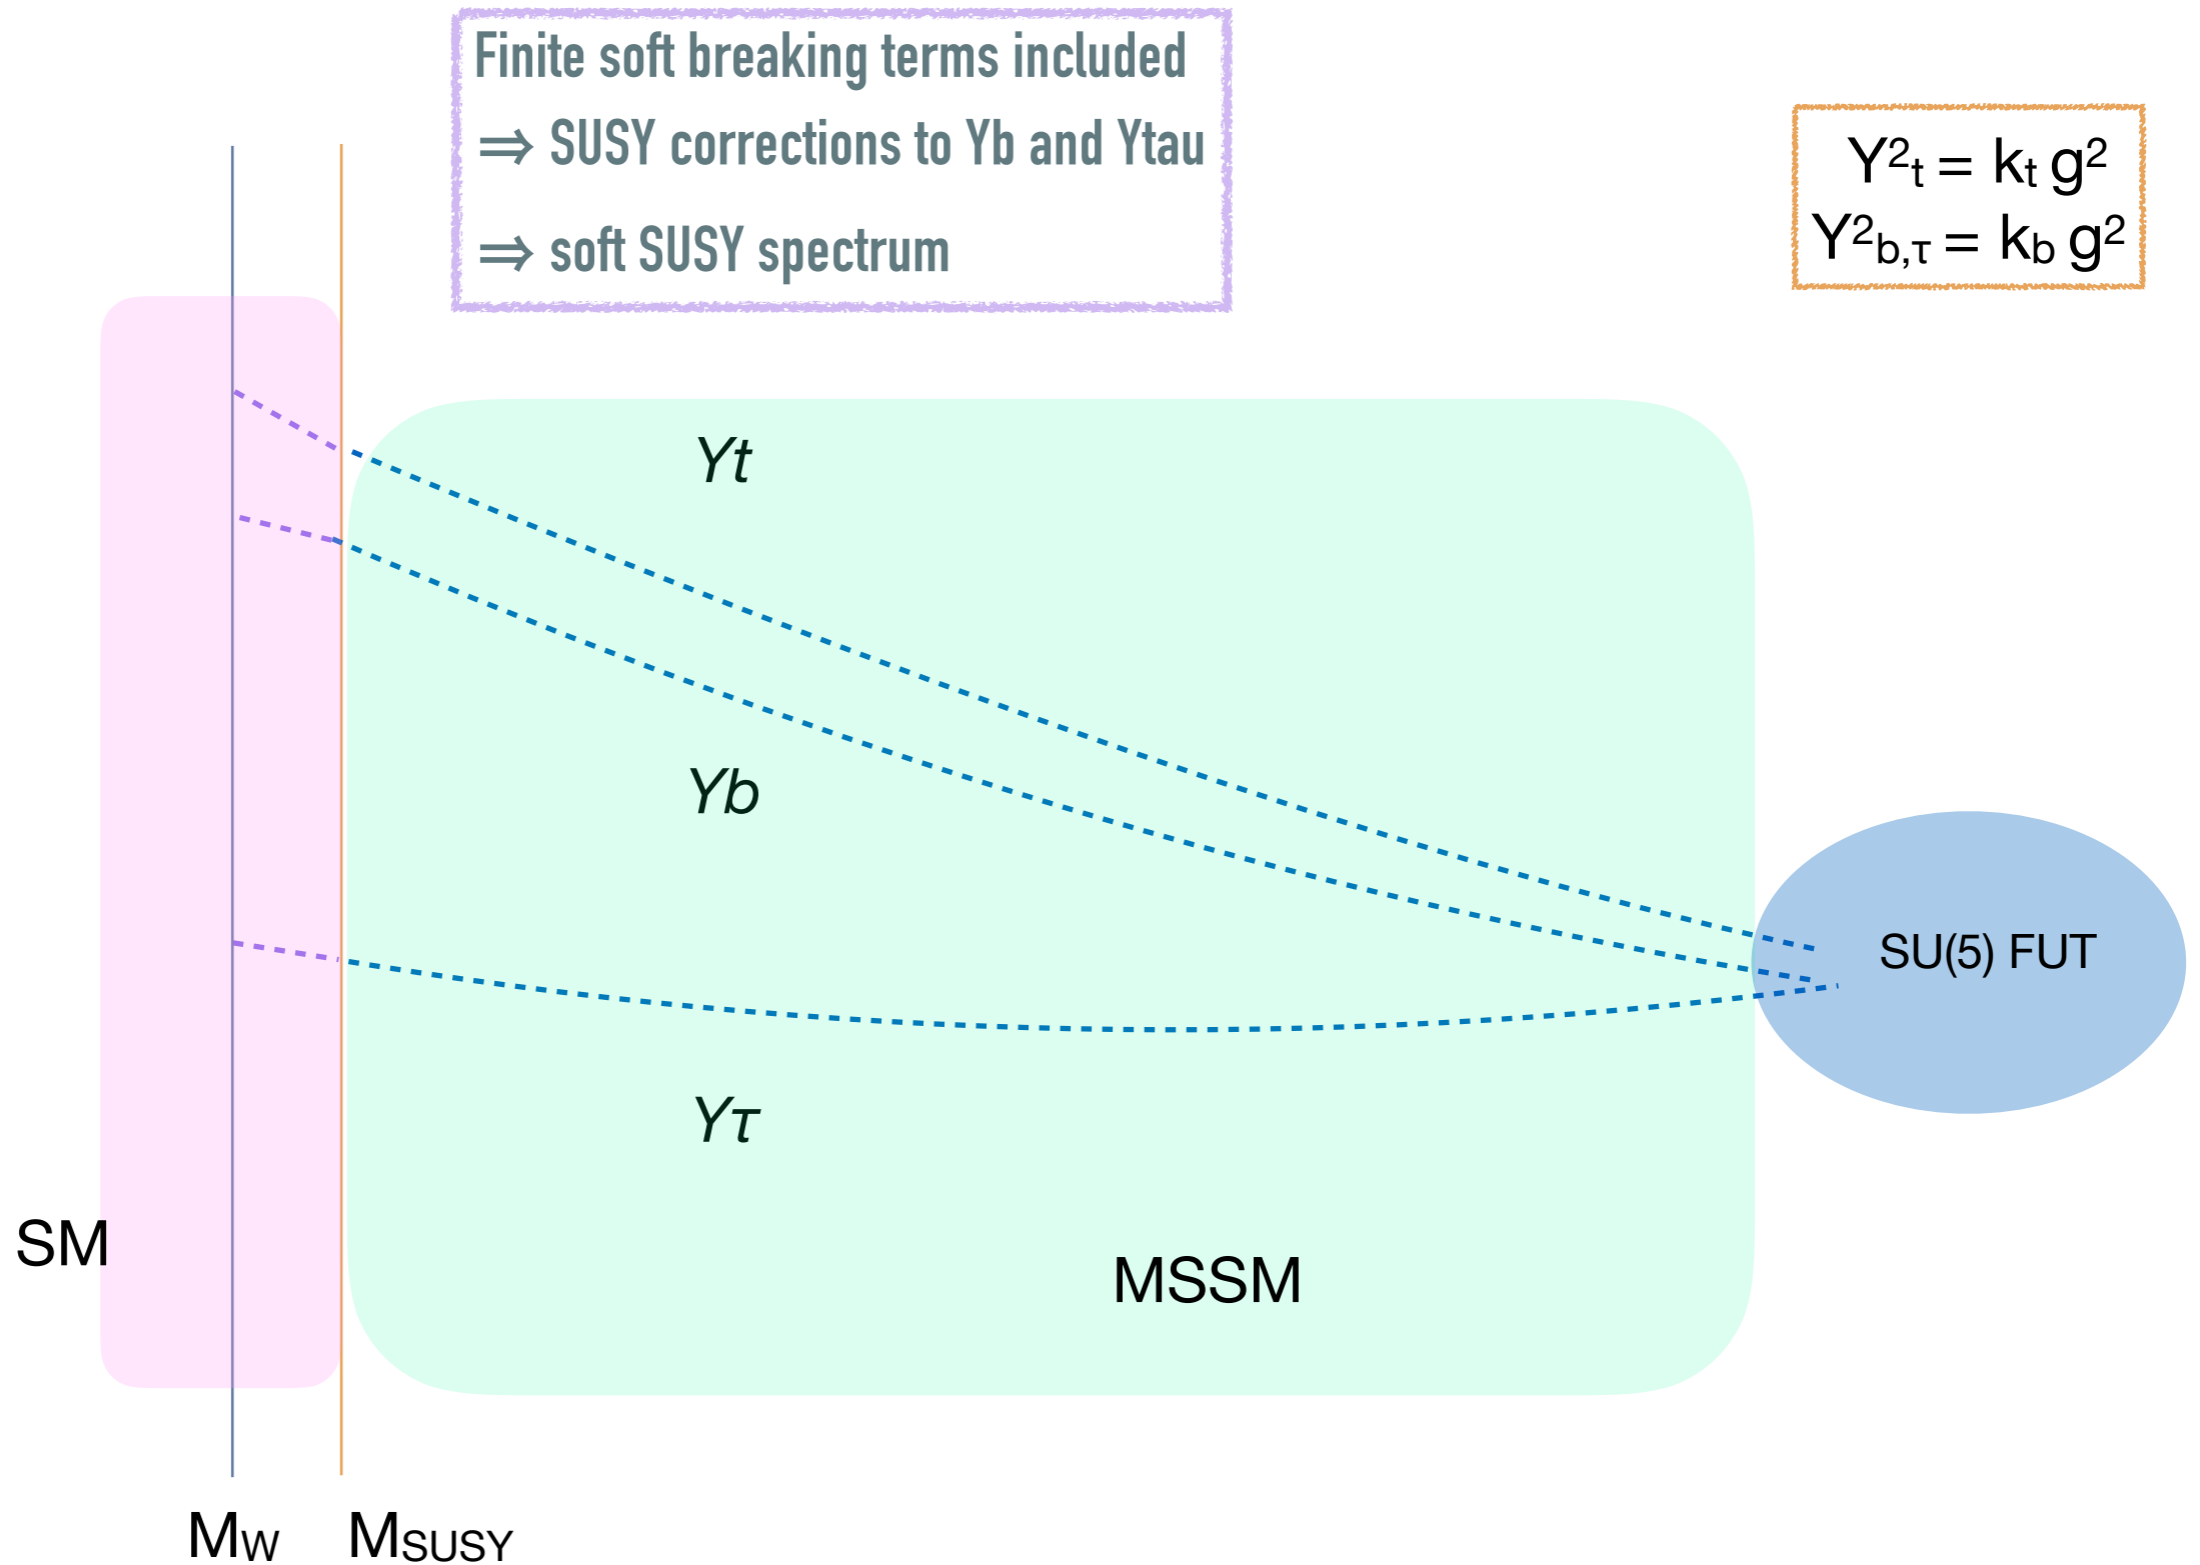 Finite soft breaking terms included
⇒ SUSY corrections to Yb and Ytau
⇒ soft SUSY spectrum
Y²ₜ = kₜ g²
Y²b,τ = kb g²
Yt
Yb
SU(5) FUT
Yτ
SM
MSSM
MW
MSUSY